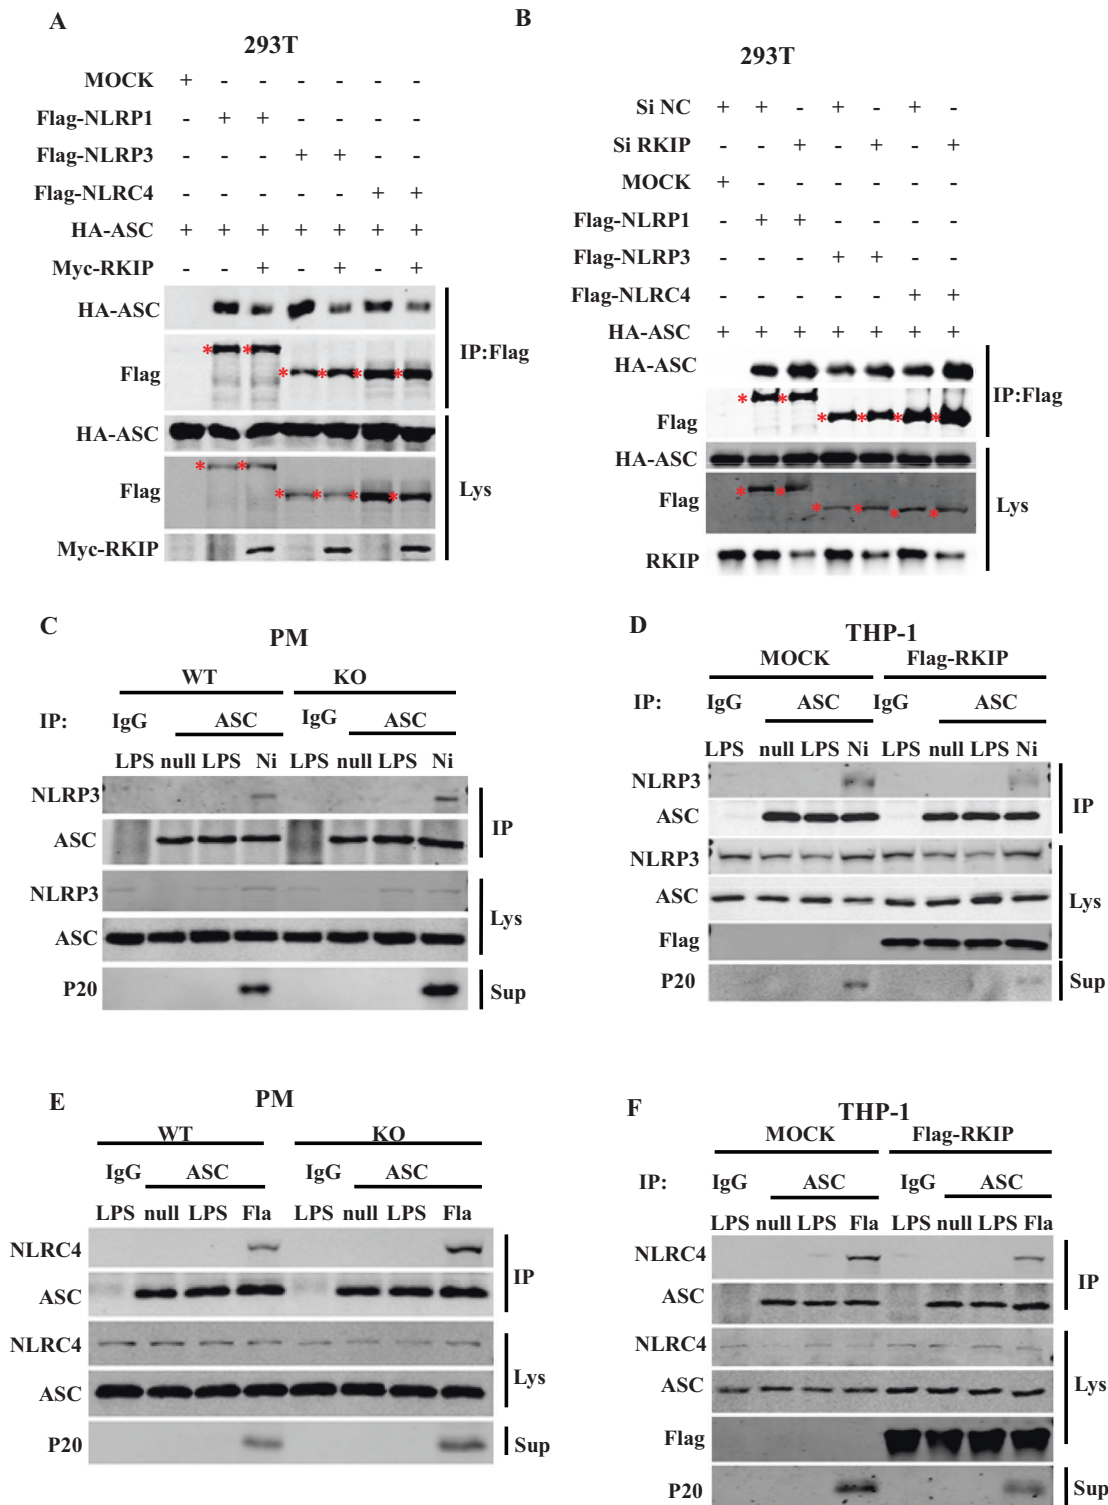 A
293T
MOCK + - - - - - -
Flag-NLRP1 - + + - - - -
Flag-NLRP3 - - - + + - -
Flag-NLRC4 - - - - - + +
HA-ASC + + + + + + +
Myc-RKIP - - + - + - +
HA-ASC
Flag
IP:Flag
HA-ASC
Flag
Myc-RKIP
Lys
* * * * * *
* * * * * *
B
293T
Si NC + + - + - + -
Si RKIP - - + - + - +
MOCK + - - - - - -
Flag-NLRP1 - + + - - - -
Flag-NLRP3 - - - + + - -
Flag-NLRC4 - - - - - + +
HA-ASC + + + + + + +
HA-ASC
Flag
IP:Flag
HA-ASC
Flag
RKIP
Lys
* * * * * *
* * * * * *
C
PM
WT KO
IP: IgG ASC IgG ASC
LPS null LPS Ni LPS null LPS Ni
NLRP3
ASC
IP
NLRP3
ASC
Lys
P20
Sup
D
THP-1
MOCK Flag-RKIP
IP: IgG ASC IgG ASC
LPS null LPS Ni LPS null LPS Ni
NLRP3
ASC
IP
NLRP3
ASC
Flag
Lys
P20
Sup
E
PM
WT KO
IgG ASC IgG ASC
LPS null LPS Fla LPS null LPS Fla
NLRC4
ASC
IP
NLRC4
ASC
Lys
P20
Sup
F
THP-1
MOCK Flag-RKIP
IP: IgG ASC IgG ASC
LPS null LPS Fla LPS null LPS Fla
NLRC4
ASC
IP
NLRC4
ASC
Flag
Lys
P20
Sup